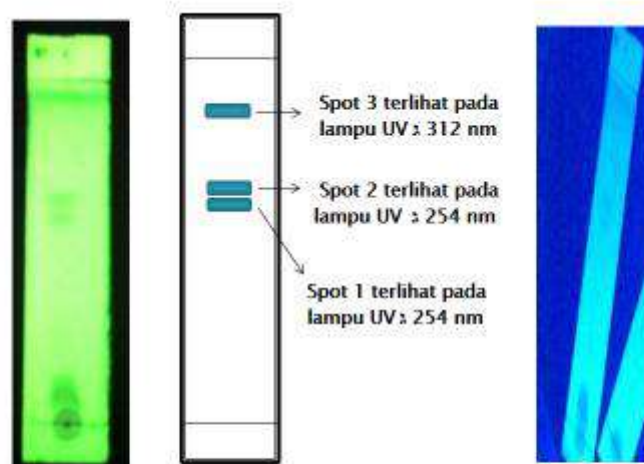 Spot 3 terlihat pada
lampu UV λ 312 nm
Spot 2 terlihat pada
lampu UV λ 254 nm
Spot 1 terlihat pada
lampu UV λ 254 nm